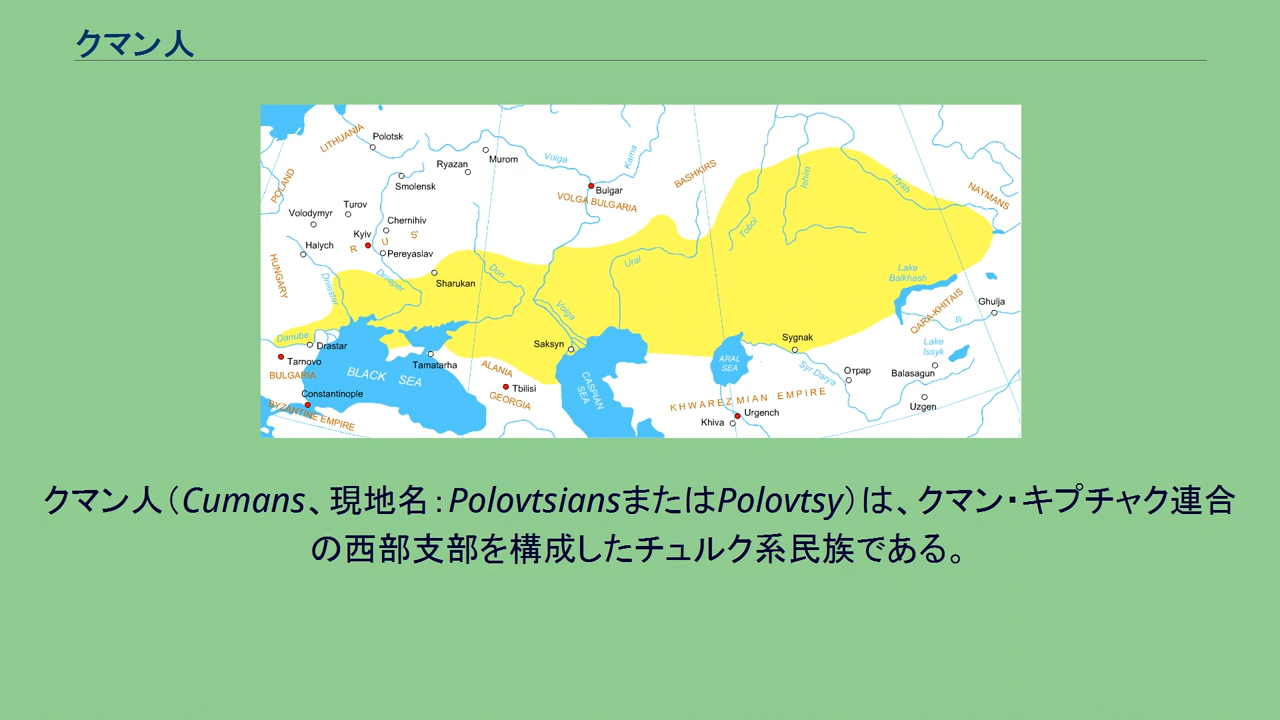 クマン人
LITHUANIA
Polotsk
POLAND
Ryazan
Murom
Volga
Kama
Smolensk
Bulgar
VOLGA BULGARIA
BASHKIRS
Ishim
Irtysh
NAYMANS
Volodymyr
Turov
Chernihiv
Kyiv
R U S'
Halych
Pereyaslav
Tobol
HUNGARY
Dniester
Dnieper
Sharukan
Don
Ural
Lake Balkhash
QARA-KHITAIS
Ghulja
Ili
Volga
Danube
Drastar
Saksyn
Sygnak
Lake Issyk
Tarnovo
BULGARIA
BLACK SEA
Tamatarha
ALANIA
ARAL SEA
Syr Darya
Отрар
Balasagun
Constantinople
Tbilisi
GEORGIA
CASPIAN SEA
KHWAREZMIAN EMPIRE
Uzgen
BYZANTINE EMPIRE
Urgench
Khiva
クマン人（Cumans、現地名：PolovtsiansまたはPolovtsy）は、クマン・キプチャク連合
の西部支部を構成したチュルク系民族である。